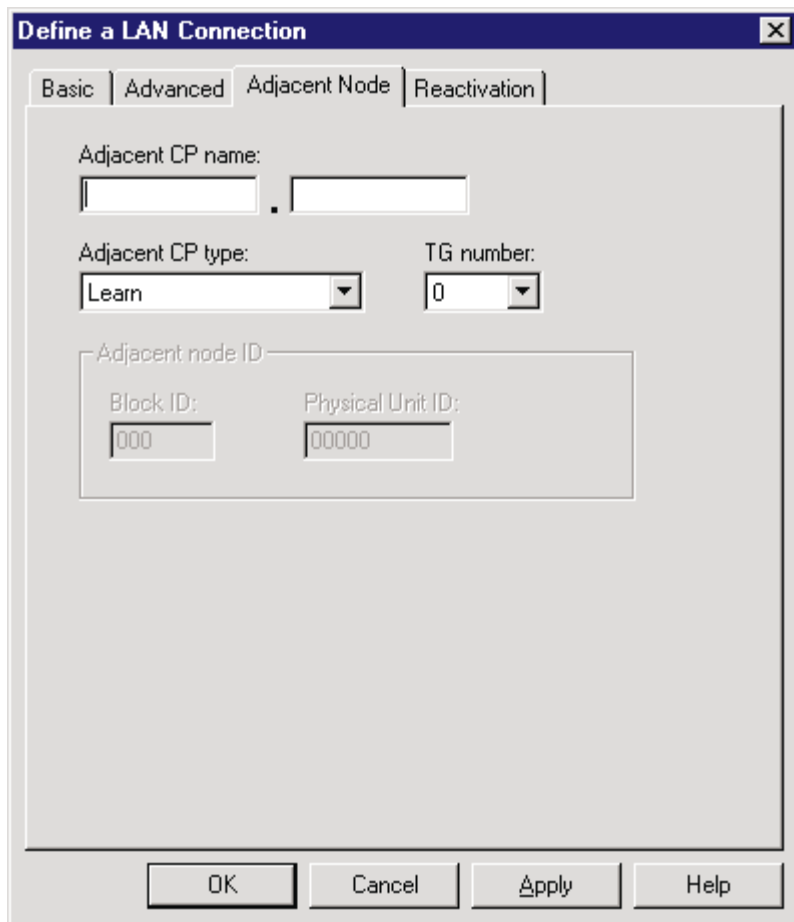 Define a LAN Connection
Basic Advanced Adjacent Node Reactivation
Adjacent CP name:
.
Adjacent CP type: TG number:
Learn 0
Adjacent node ID
Block ID: Physical Unit ID:
000 00000
OK Cancel Apply Help